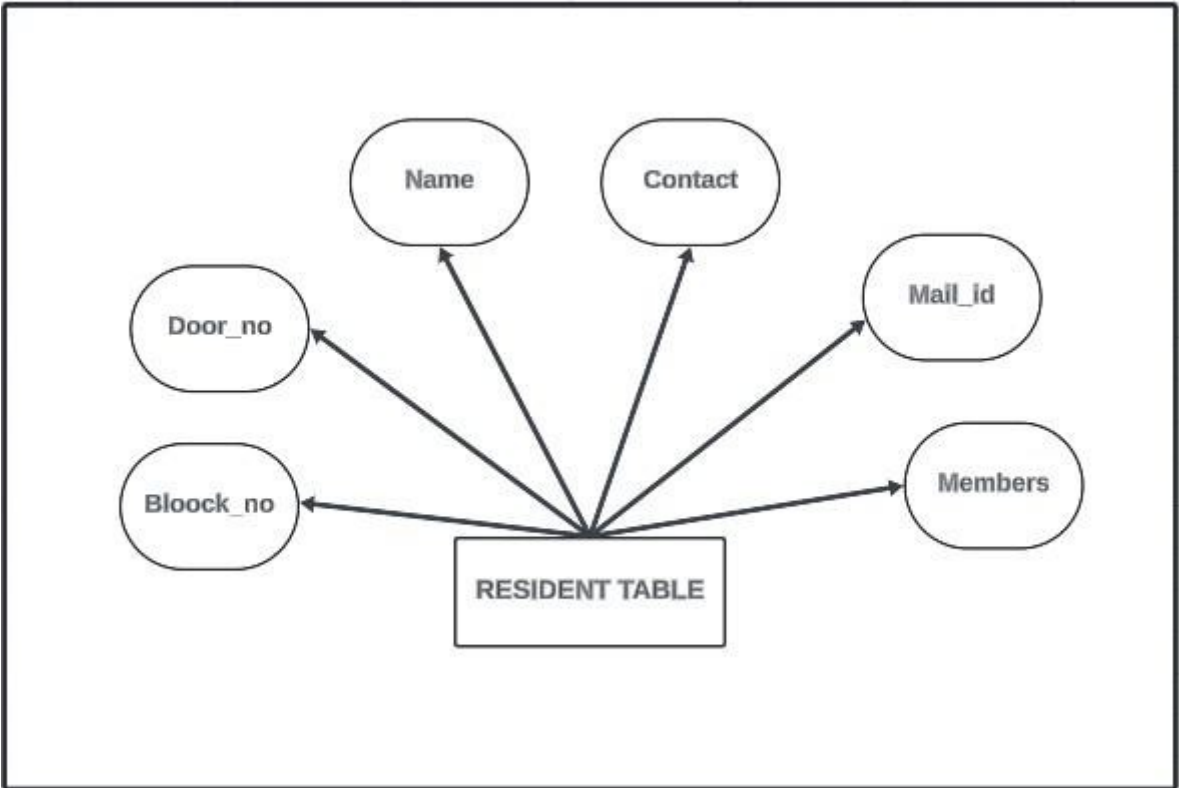 Name
Contact
Mail_id
Door_no
Members
Bloock_no
RESIDENT TABLE